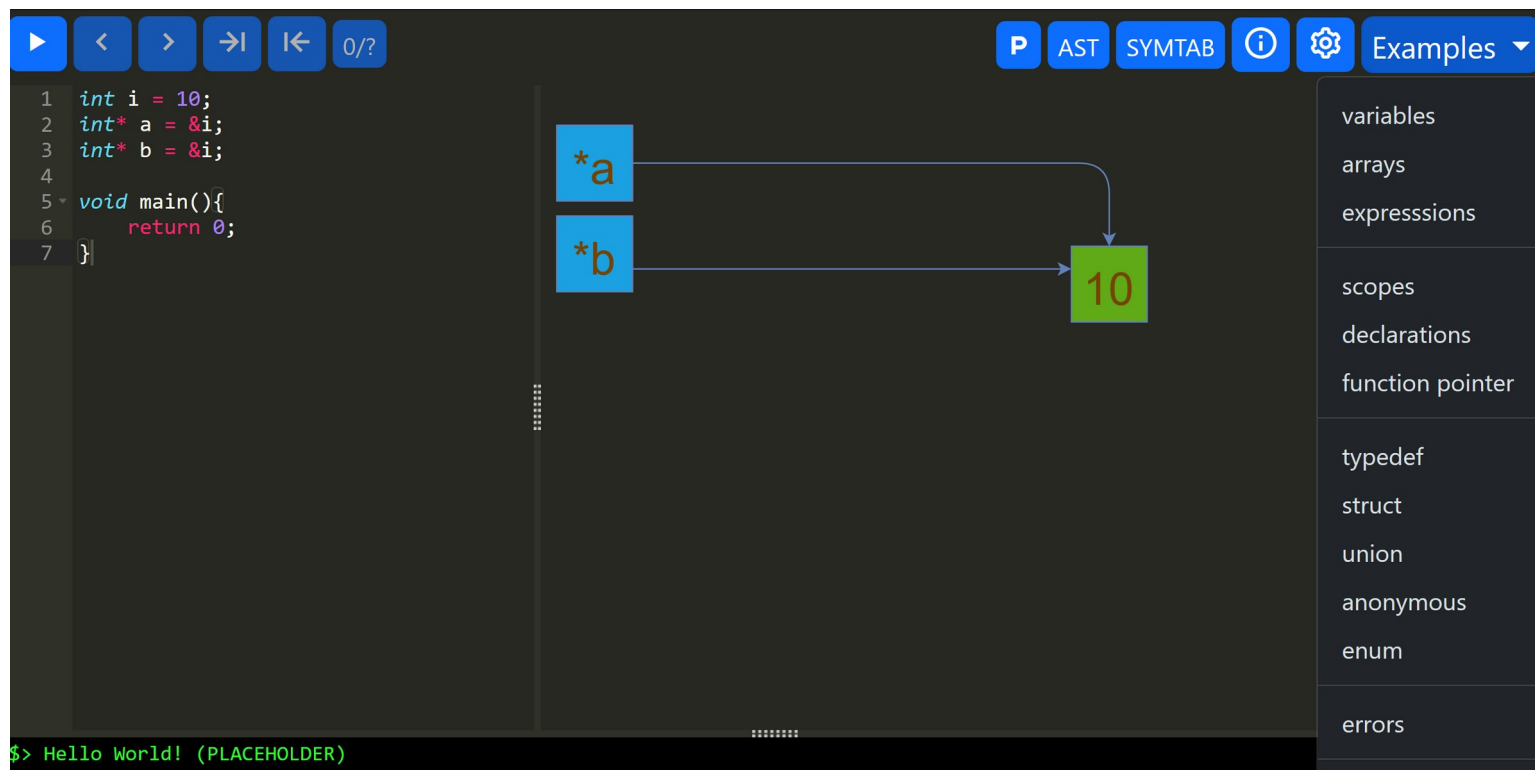 0/?
P AST SYMTAB Examples
1 int i = 10;
2 int* a = &i;
3 int* b = &i;
4
5 void main(){
6 return 0;
7 }
*a
*b
10
variables
arrays
expresssions
scopes
declarations
function pointer
typedef
struct
union
anonymous
enum
errors
$> Hello World! (PLACEHOLDER)